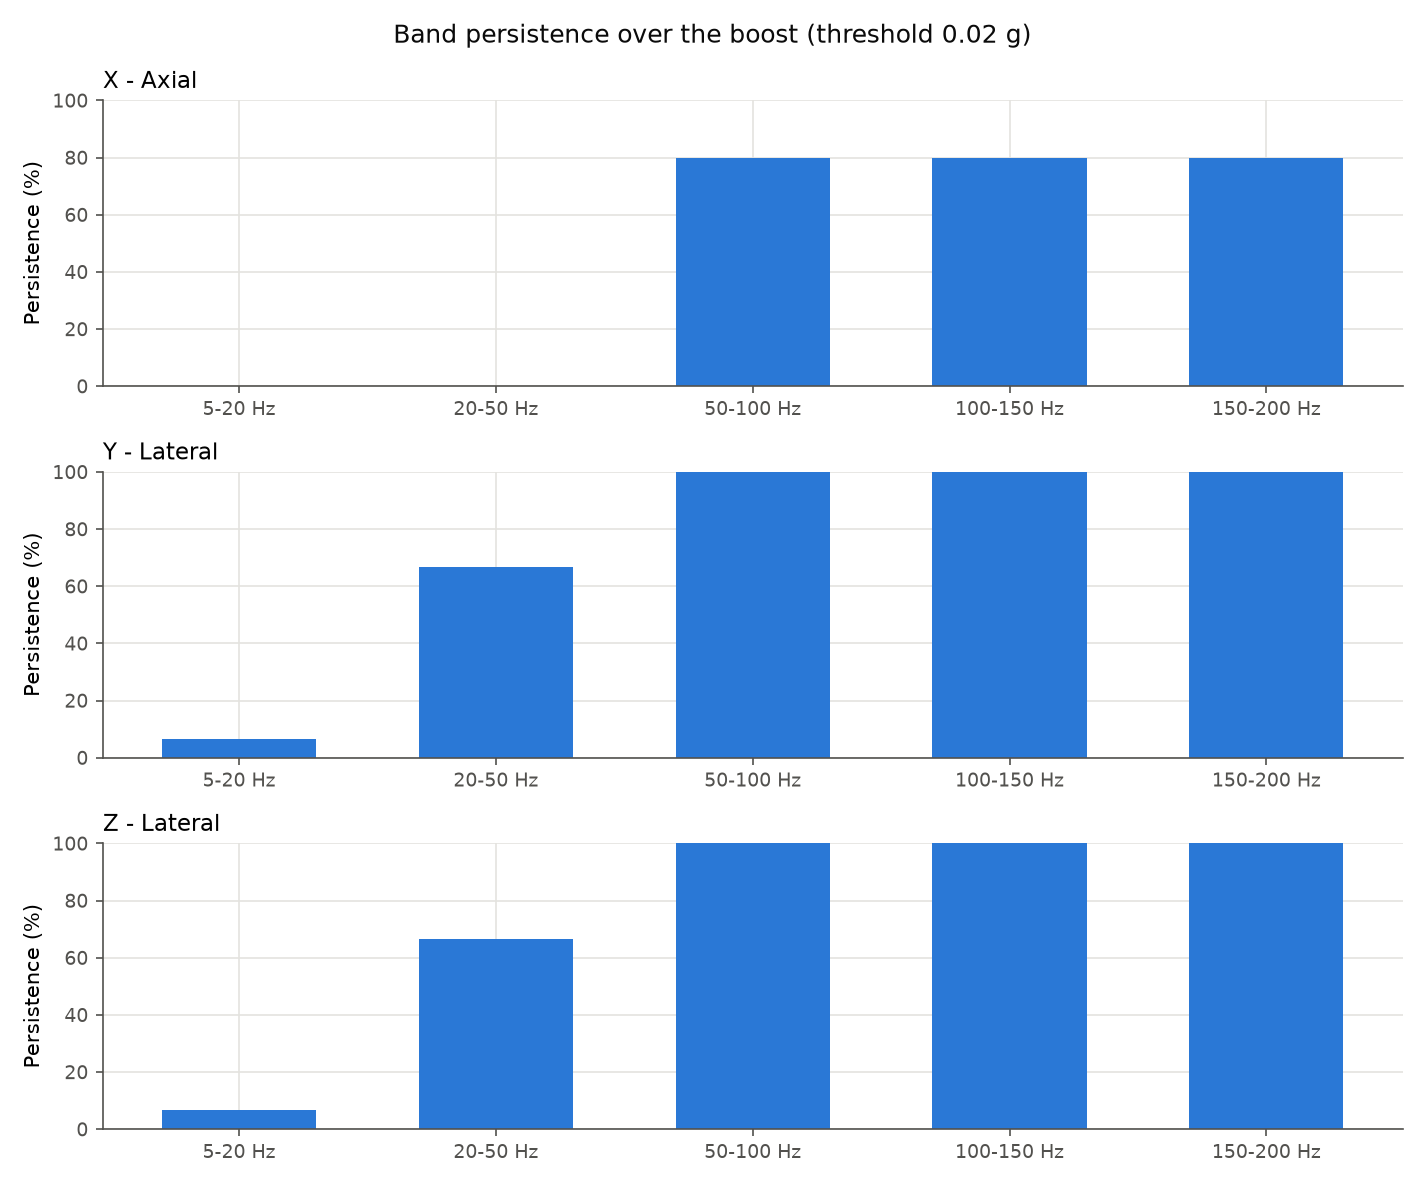 Band persistence over the boost (threshold 0.02 g)
X - Axial
Persistence (%)
100
80
60
40
20
0
5-20 Hz 20-50 Hz 50-100 Hz 100-150 Hz 150-200 Hz
Y - Lateral
Persistence (%)
100
80
60
40
20
0
5-20 Hz 20-50 Hz 50-100 Hz 100-150 Hz 150-200 Hz
Z - Lateral
Persistence (%)
100
80
60
40
20
0
5-20 Hz 20-50 Hz 50-100 Hz 100-150 Hz 150-200 Hz